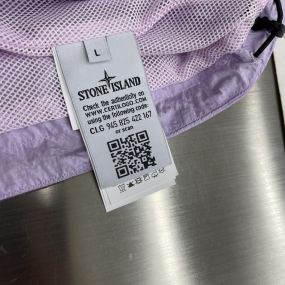 L
STONE ISLAND
Check the authenticity on
WWW.CERTILOGO.COM
using the following code:
CLG 945 825 422 167
or scan